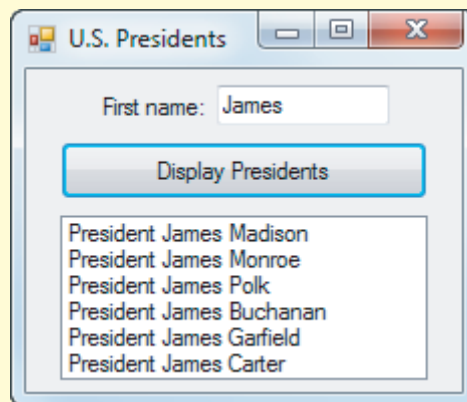 U.S. Presidents
First name: James
Display Presidents
President James Madison
President James Monroe
President James Polk
President James Buchanan
President James Garfield
President James Carter